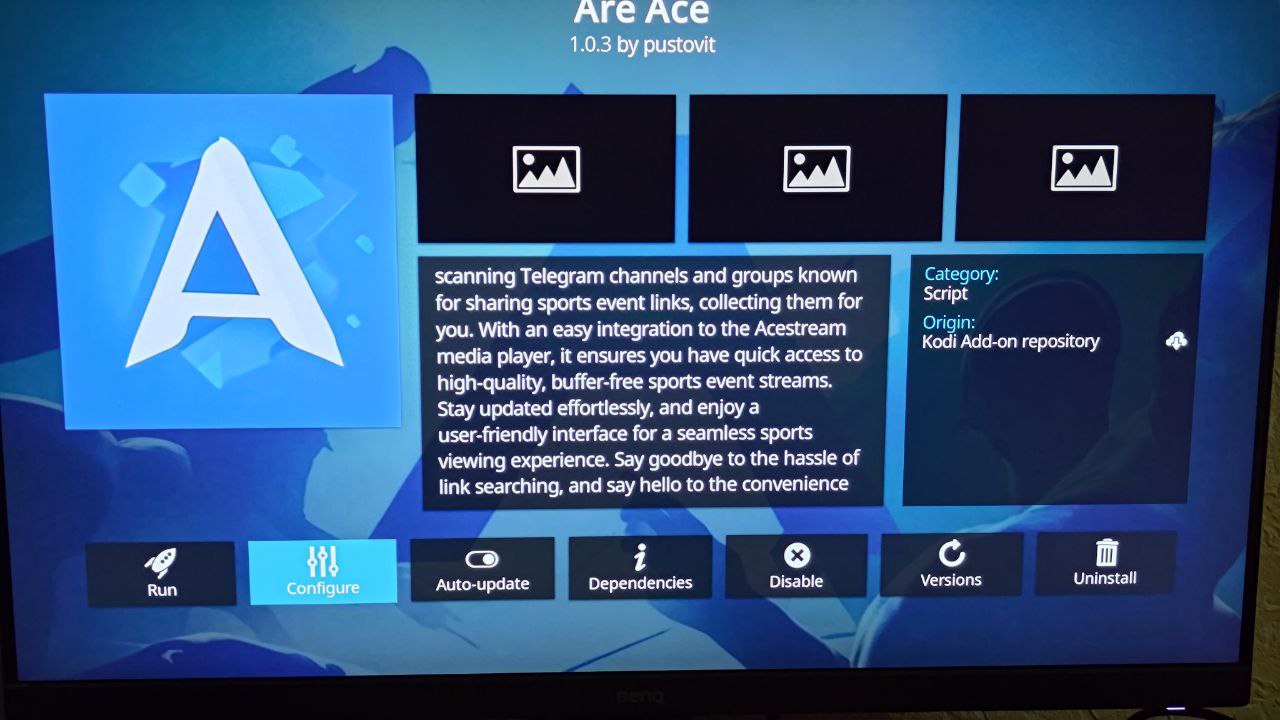 Are Ace
1.0.3 by pustovit
scanning Telegram channels and groups known
for sharing sports event links, collecting them for
you. With an easy integration to the Acestream
media player, it ensures you have quick access to
high-quality, buffer-free sports event streams.
Stay updated effortlessly, and enjoy a
user-friendly interface for a seamless sports
viewing experience. Say goodbye to the hassle of
link searching, and say hello to the convenience
Category:
Script
Origin:
Kodi Add-on repository
Run
Configure
Auto-update
Dependencies
Disable
Versions
Uninstall
BenQ